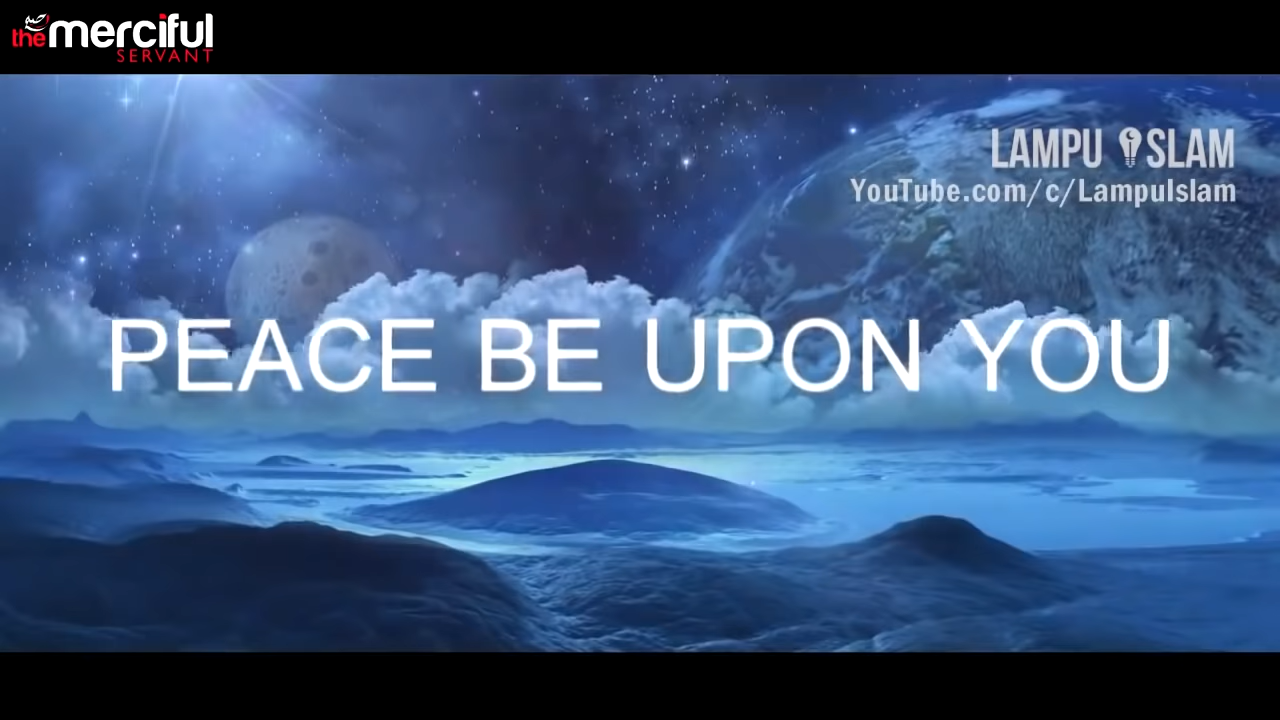 the merciful
SERVANT
LAMPU ISLAM
YouTube.com/c/LampuIslam
PEACE BE UPON YOU